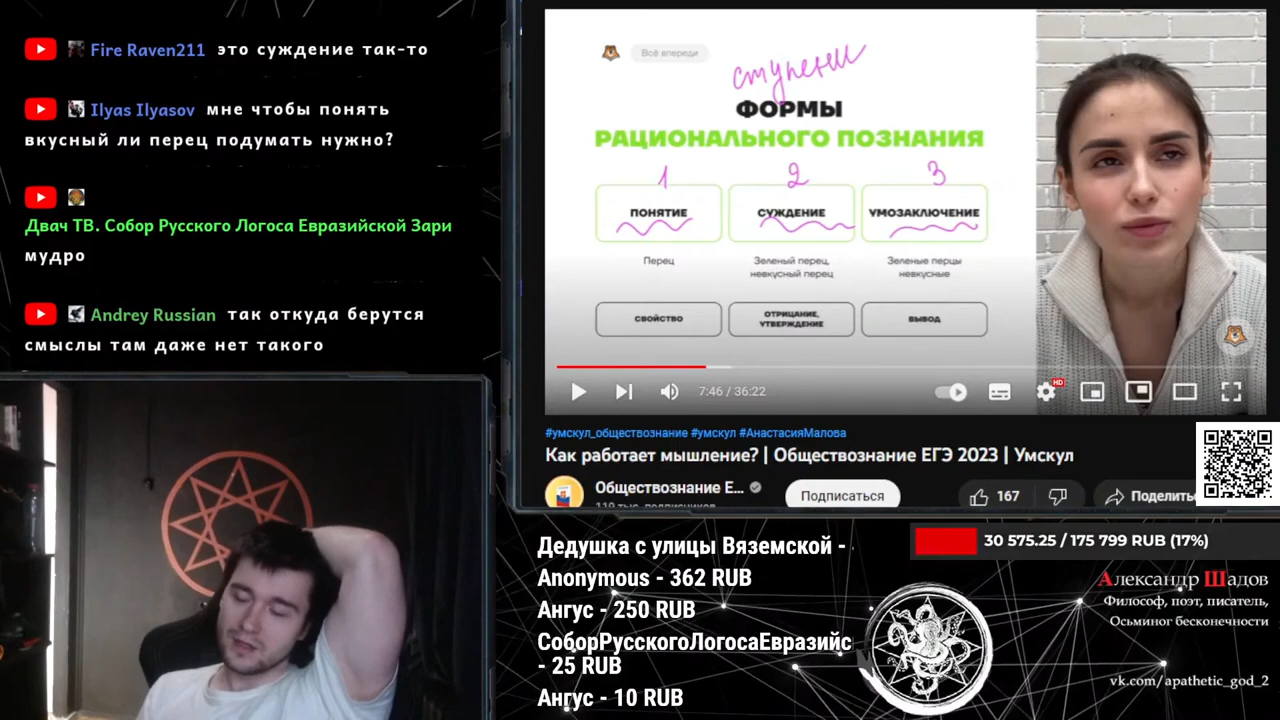 Fire Raven211 это суждение так-то
Ilyas Ilyasov мне чтобы понять
вкусный ли перец подумать нужно?
Двач ТВ. Собор Русского Логоса Евразийской Зари
мудро
Andrey Russian так откуда берутся
смыслы там даже нет такого
Всё впереди
ступени
ФОРМЫ
РАЦИОНАЛЬНОГО ПОЗНАНИЯ
1 2 3
ПОНЯТИЕ СУЖДЕНИЕ УМОЗАКЛЮЧЕНИЕ
Перец Зеленый перец, Зеленые перцы
невкусный перец невкусные
СВОЙСТВО ОТРИЦАНИЕ, ВЫВОД
УТВЕРЖДЕНИЕ
7:46 / 36:22 HD
#умскул_обществознание #умскул #АнастасияМалова
Как работает мышление? | Обществознание ЕГЭ 2023 | Умскул
Обществознание Е... Подписаться 167 Поделить
Дедушка с улицы Вяземской -
Anonymous - 362 RUB
Ангус - 250 RUB
СоборРусскогоЛогосаЕвразийс
- 25 RUB
Ангус - 10 RUB
30 575.25 / 175 799 RUB (17%)
Александр Шадов
Философ, поэт, писатель,
Осьминог бесконечности
vk.com/apathetic_god_2